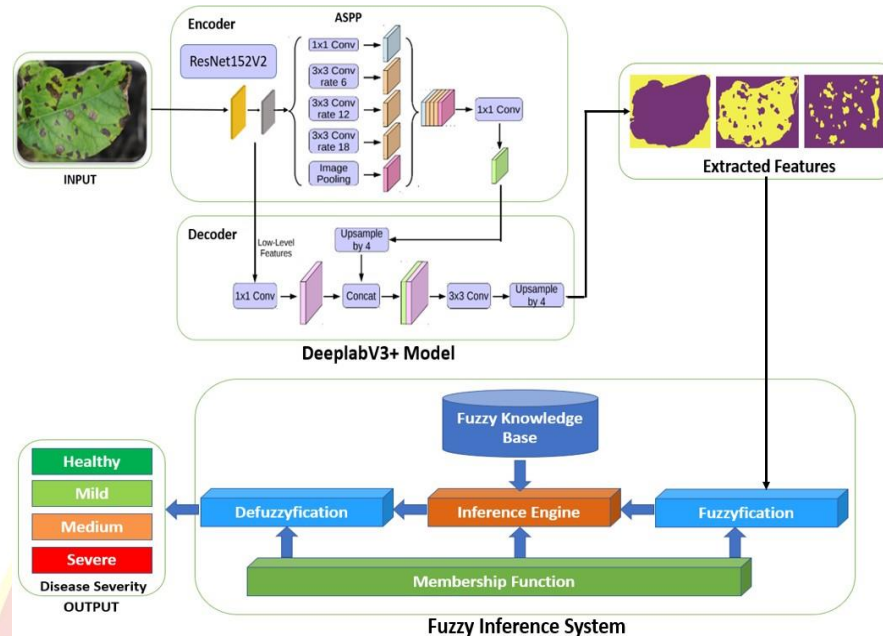 Encoder
ASPP
ResNet152V2
1x1 Conv
3x3 Conv
rate 6
3x3 Conv
rate 12
3x3 Conv
rate 18
Image
Pooling
1x1 Conv
INPUT
Extracted Features
Decoder
Low-Level
Features
Upsample
by 4
1x1 Conv
Concat
3x3 Conv
Upsample
by 4
DeeplabV3+ Model
Fuzzy Knowledge
Base
Healthy
Mild
Medium
Severe
Disease Severity
OUTPUT
Defuzzyfication
Inference Engine
Fuzzyfication
Membership Function
Fuzzy Inference System